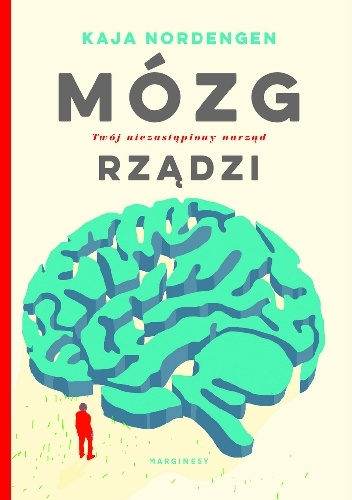 KAJA NORDENGEN
MÓZG
Twój niezastąpiony narząd
RZĄDZI
MARGINESY